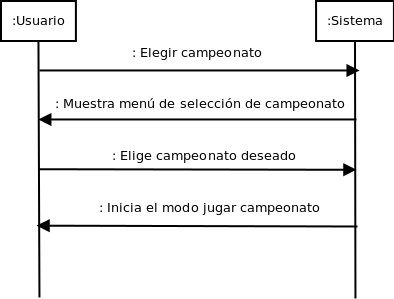 :Usuario
:Sistema
: Elegir campeonato
: Muestra menú de selección de campeonato
: Elige campeonato deseado
: Inicia el modo jugar campeonato